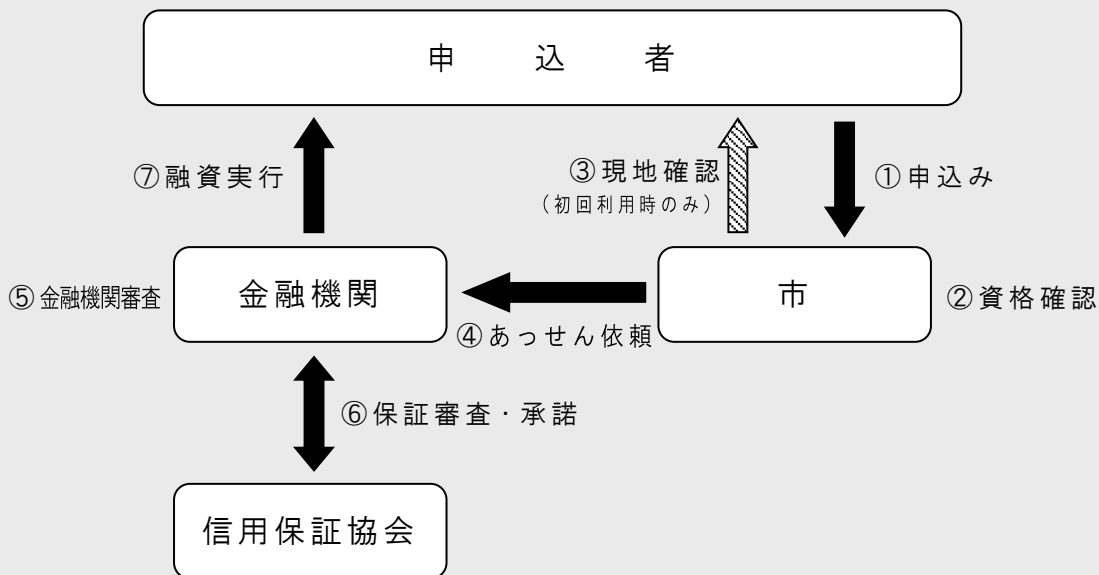 申込者
⑦融資実行
③現地確認
（初回利用時のみ）
①申込み
⑤金融機関審査
金融機関
市
②資格確認
④あっせん依頼
⑥保証審査・承諾
信用保証協会